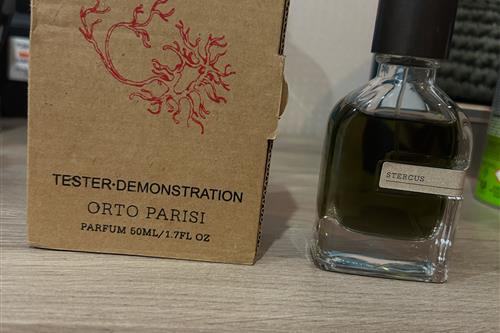 TESTER•DEMONSTRATION
ORTO PARISI
PARFUM 50ML/1.7FL OZ
STERCUS